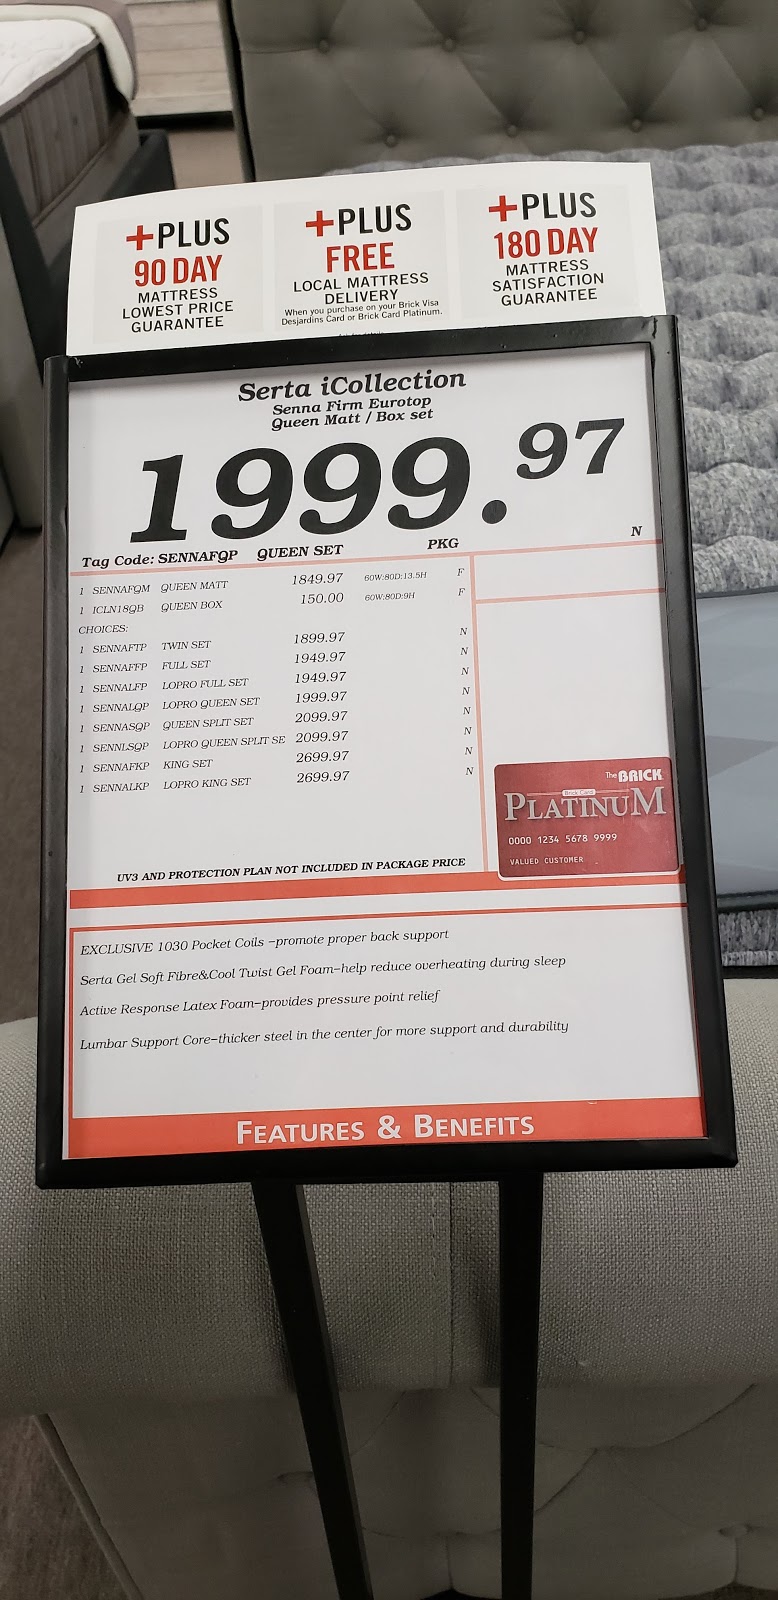 +PLUS
90 DAY
MATTRESS
LOWEST PRICE
GUARANTEE
+PLUS
FREE
LOCAL MATTRESS
DELIVERY
When you purchase on your Brick Visa
Desjardins Card or Brick Card Platinum.
+PLUS
180 DAY
MATTRESS
SATISFACTION
GUARANTEE
Serta iCollection
Senna Firm Eurotop
Queen Matt / Box set
1999.97
Tag Code: SENNAFQP QUEEN SET PKG N
1 SENNAFQM QUEEN MATT 1849.97 60W:80D:13.5H F
1 ICLN18QB QUEEN BOX 150.00 60W:80D:9H F
CHOICES:
1 SENNAFTP TWIN SET 1899.97 N
1 SENNAFFP FULL SET 1949.97 N
1 SENNALFP LOPRO FULL SET 1949.97 N
1 SENNALQP LOPRO QUEEN SET 1999.97 N
1 SENNASQP QUEEN SPLIT SET 2099.97 N
1 SENNLSQP LOPRO QUEEN SPLIT SE 2099.97 N
1 SENNAFKP KING SET 2699.97 N
1 SENNALKP LOPRO KING SET 2699.97 N
The BRICK
Brick Card
PLATINUM
0000 1234 5678 9999
VALUED CUSTOMER
UV3 AND PROTECTION PLAN NOT INCLUDED IN PACKAGE PRICE
EXCLUSIVE 1030 Pocket Coils -promote proper back support
Serta Gel Soft Fibre&Cool Twist Gel Foam-help reduce overheating during sleep
Active Response Latex Foam-provides pressure point relief
Lumbar Support Core-thicker steel in the center for more support and durability
FEATURES & BENEFITS